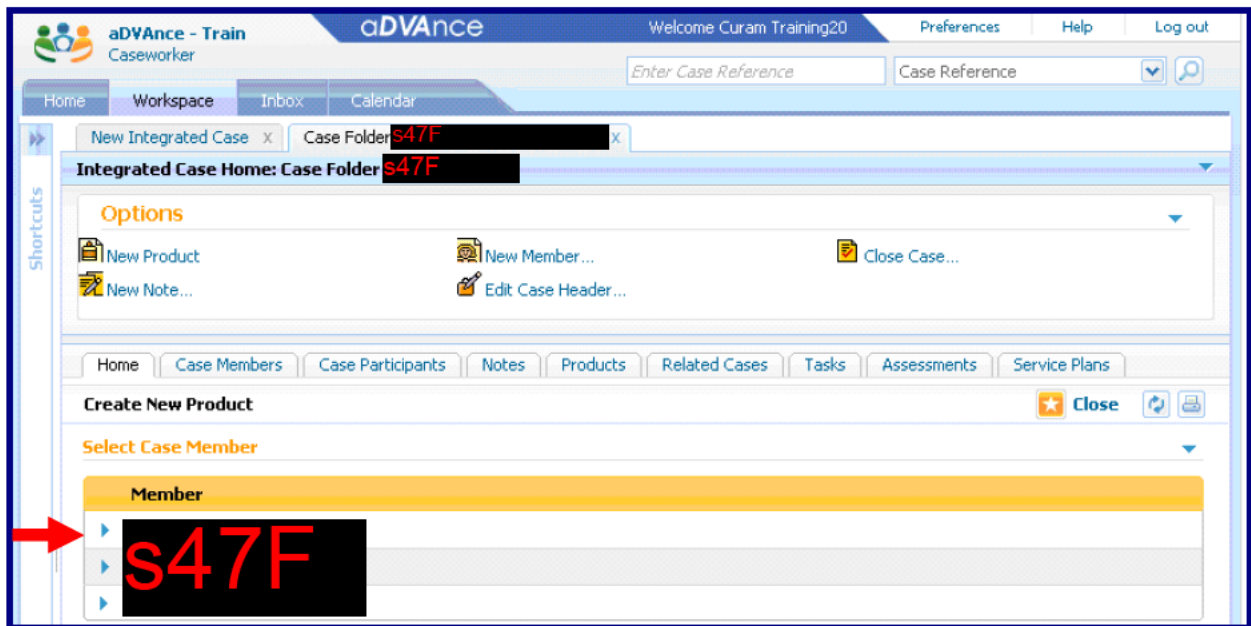 aDVAnce - Train
Caseworker
aDVAnce
Welcome Curam Training20
Preferences
Help
Log out
Enter Case Reference
Case Reference
Home
Workspace
Inbox
Calendar
Shortcuts
New Integrated Case X
Case Folder s47F X
Integrated Case Home: Case Folder s47F
Options
New Product
New Member...
Close Case...
New Note...
Edit Case Header...
Home
Case Members
Case Participants
Notes
Products
Related Cases
Tasks
Assessments
Service Plans
Create New Product
Close
Select Case Member
Member
s47F